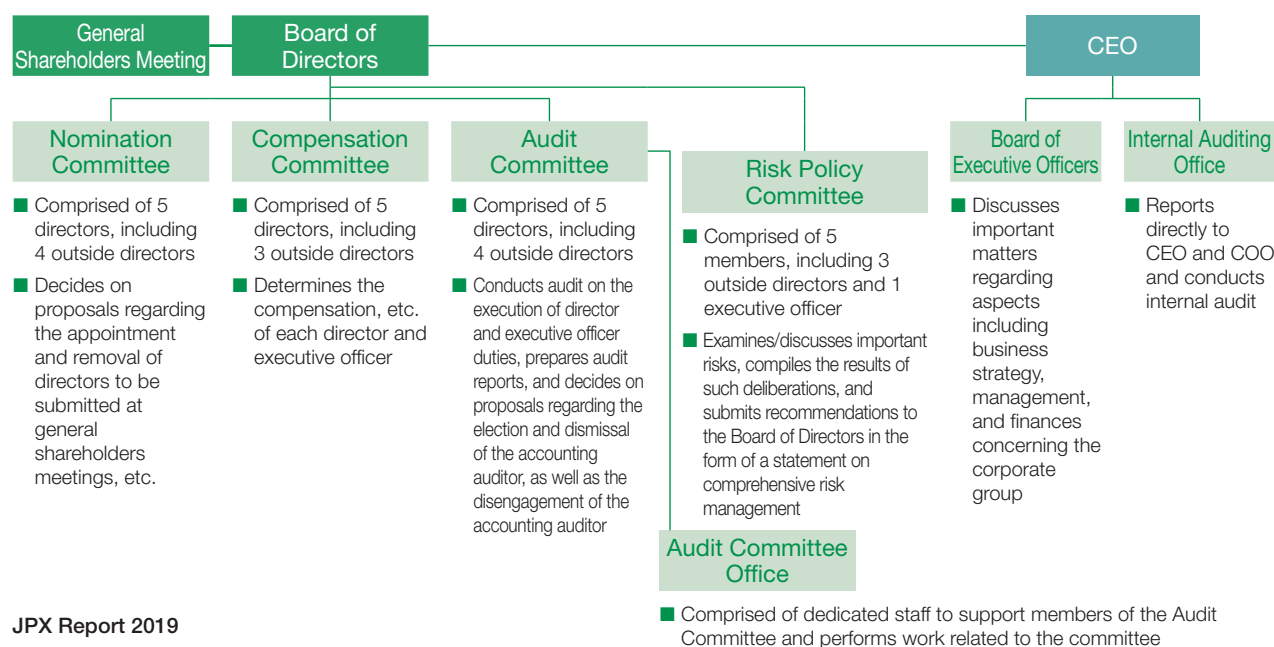 General
Shareholders Meeting
Board of
Directors
CEO
Nomination
Committee
■ Comprised of 5
directors, including
4 outside directors
■ Decides on
proposals regarding
the appointment
and removal of
directors to be
submitted at
general
shareholders
meetings, etc.
Compensation
Committee
■ Comprised of 5
directors, including
3 outside directors
■ Determines the
compensation, etc.
of each director and
executive officer
Audit
Committee
■ Comprised of 5
directors, including
4 outside directors
■ Conducts audit on the
execution of director
and executive officer
duties, prepares audit
reports, and decides on
proposals regarding the
election and dismissal
of the accounting
auditor, as well as the
disengagement of the
accounting auditor
Risk Policy
Committee
■ Comprised of 5
members, including 3
outside directors and 1
executive officer
■ Examines/discusses important
risks, compiles the results of
such deliberations, and
submits recommendations to
the Board of Directors in the
form of a statement on
comprehensive risk
management
Board of
Executive Officers
■ Discusses
important
matters
regarding
aspects
including
business
strategy,
management,
and finances
concerning the
corporate
group
Internal Auditing
Office
■ Reports
directly to
CEO and COO
and conducts
internal audit
Audit Committee
Office
■ Comprised of dedicated staff to support members of the Audit
Committee and performs work related to the committee
JPX Report 2019